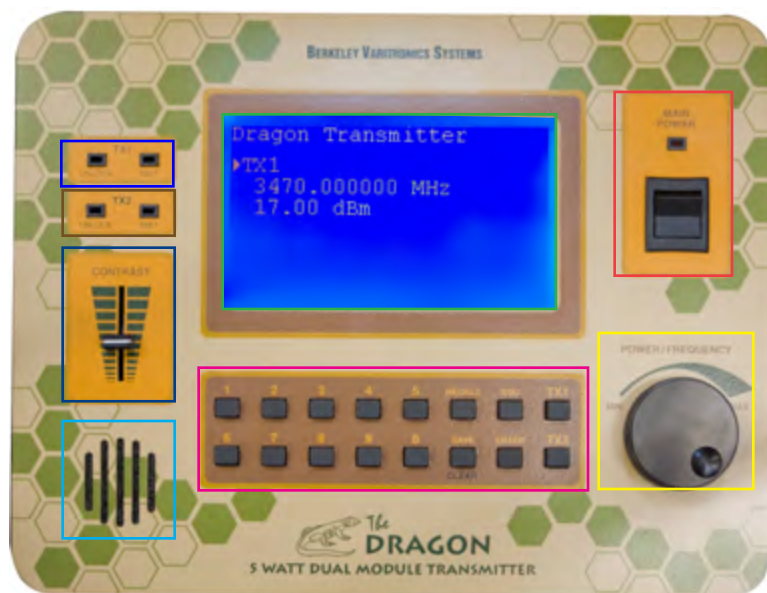 BERKELEY VARITRONICS SYSTEMS
MAIN
POWER
Dragon Transmitter
TX1
3470.000000 MHz
17.00 dBm
TX1
TX2
CONTRAST
POWER/FREQUENCY
1 2 3 4 5 TX1
6 7 8 9 0 TX2
CLEAR
The
DRAGON
5 WATT DUAL MODULE TRANSMITTER